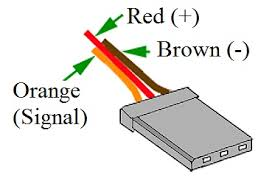 Red (+)
Brown (-)
Orange
(Signal)